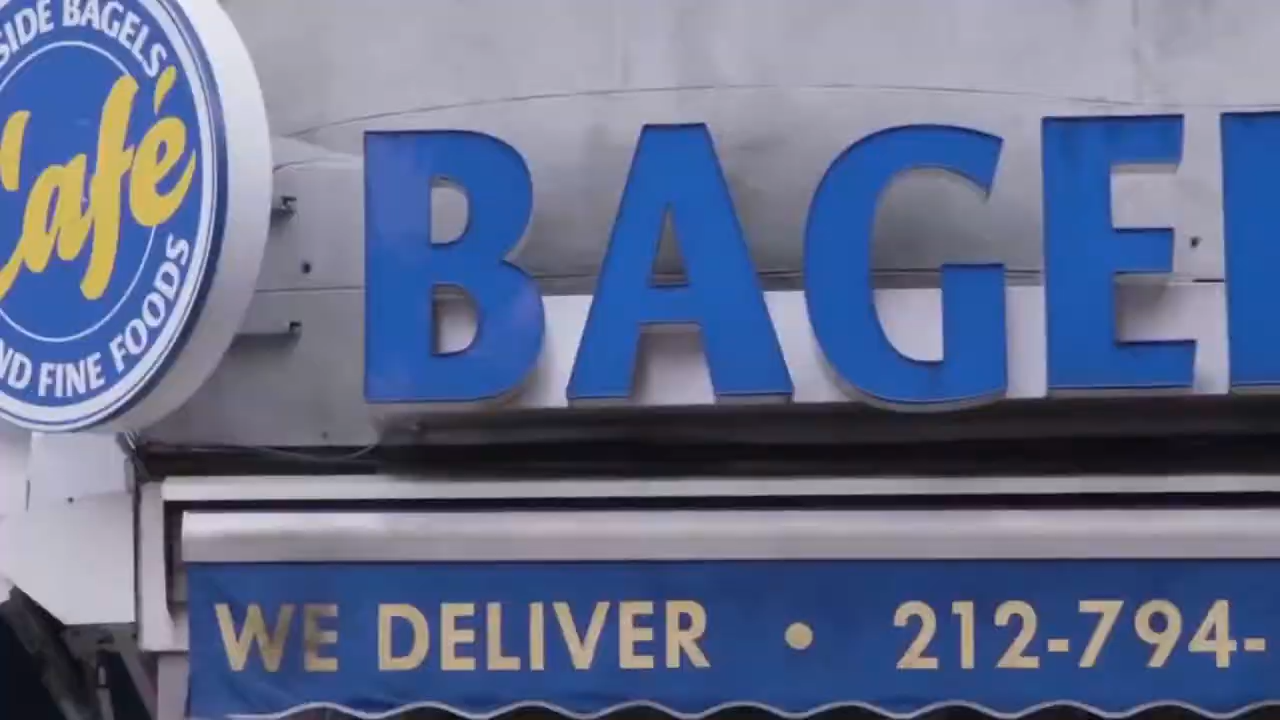 SIDE BAGELS
Café
ND FINE FOODS
BAGE
WE DELIVER • 212-794-